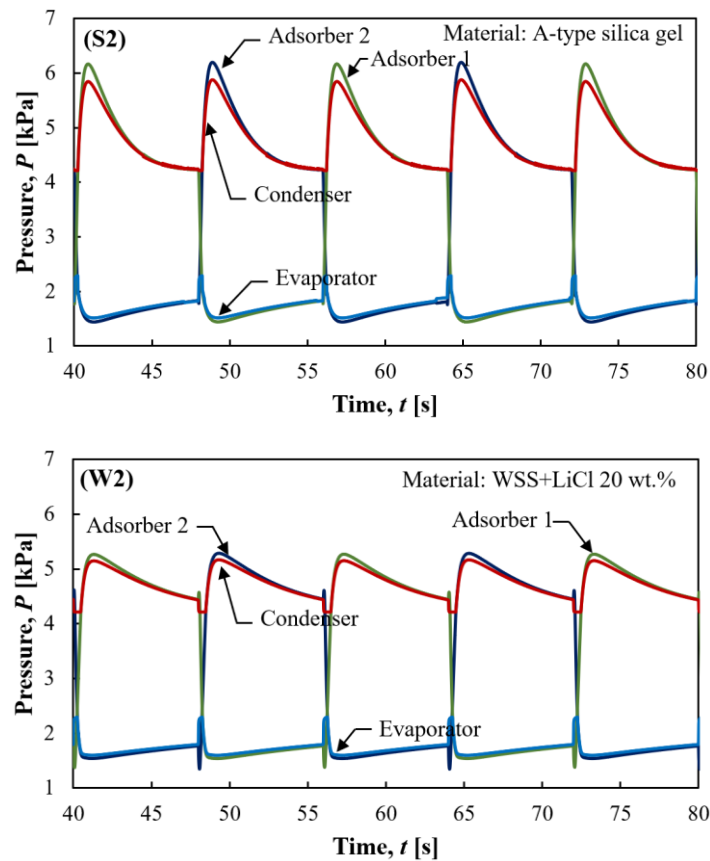 (S2)
Adsorber 2
Material: A-type silica gel
Adsorber 1
Condenser
Evaporator
Pressure, P [kPa]
7
6
5
4
3
2
1
40 45 50 55 60 65 70 75 80
Time, t [s]
(W2)
Material: WSS+LiCl 20 wt.%
Adsorber 2
Adsorber 1
Condenser
Evaporator
Pressure, P [kPa]
7
6
5
4
3
2
1
40 45 50 55 60 65 70 75 80
Time, t [s]